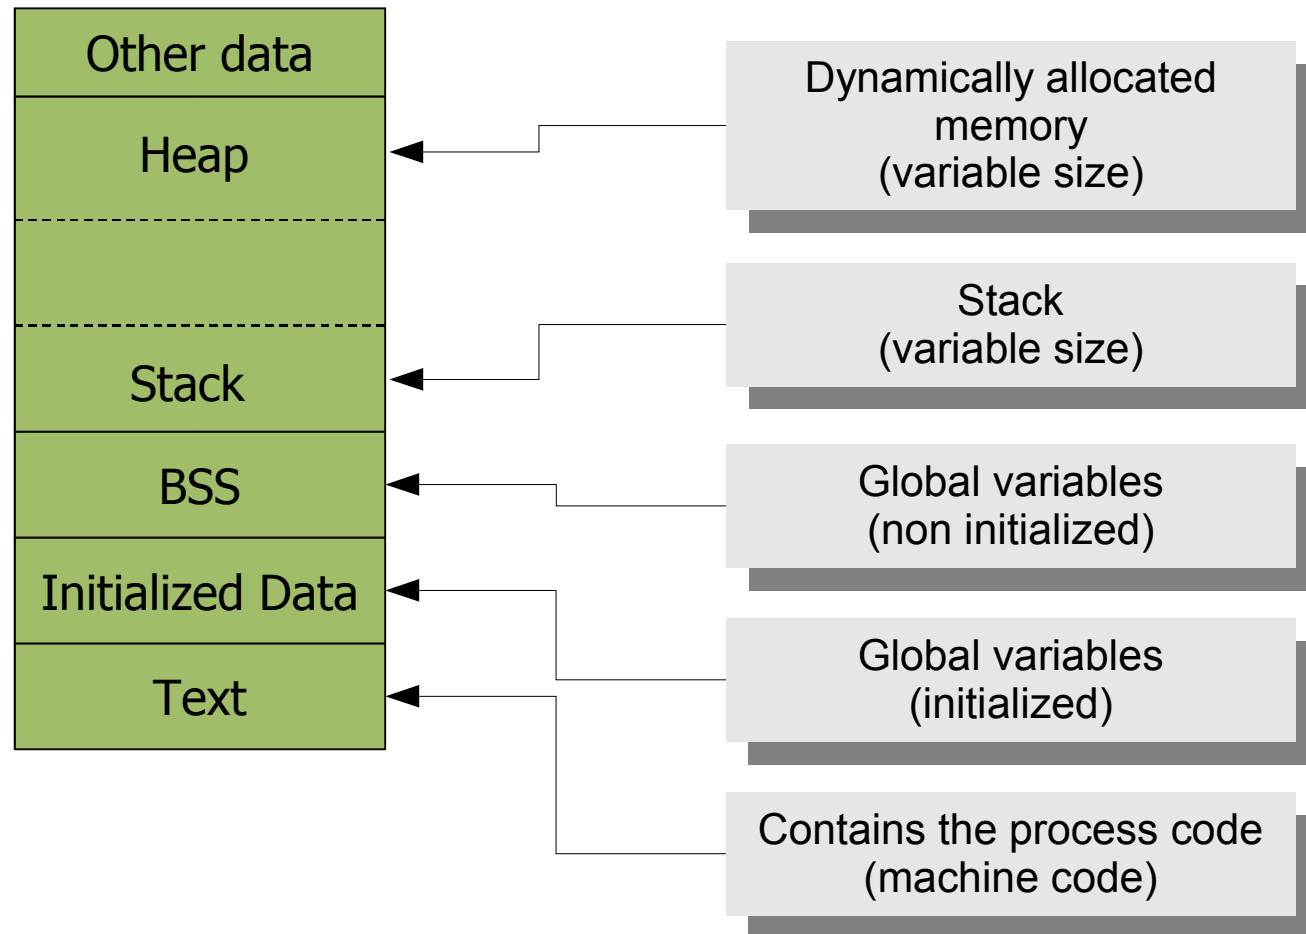 Other data
Heap
Stack
BSS
Initialized Data
Text
Dynamically allocated
memory
(variable size)
Stack
(variable size)
Global variables
(non initialized)
Global variables
(initialized)
Contains the process code
(machine code)